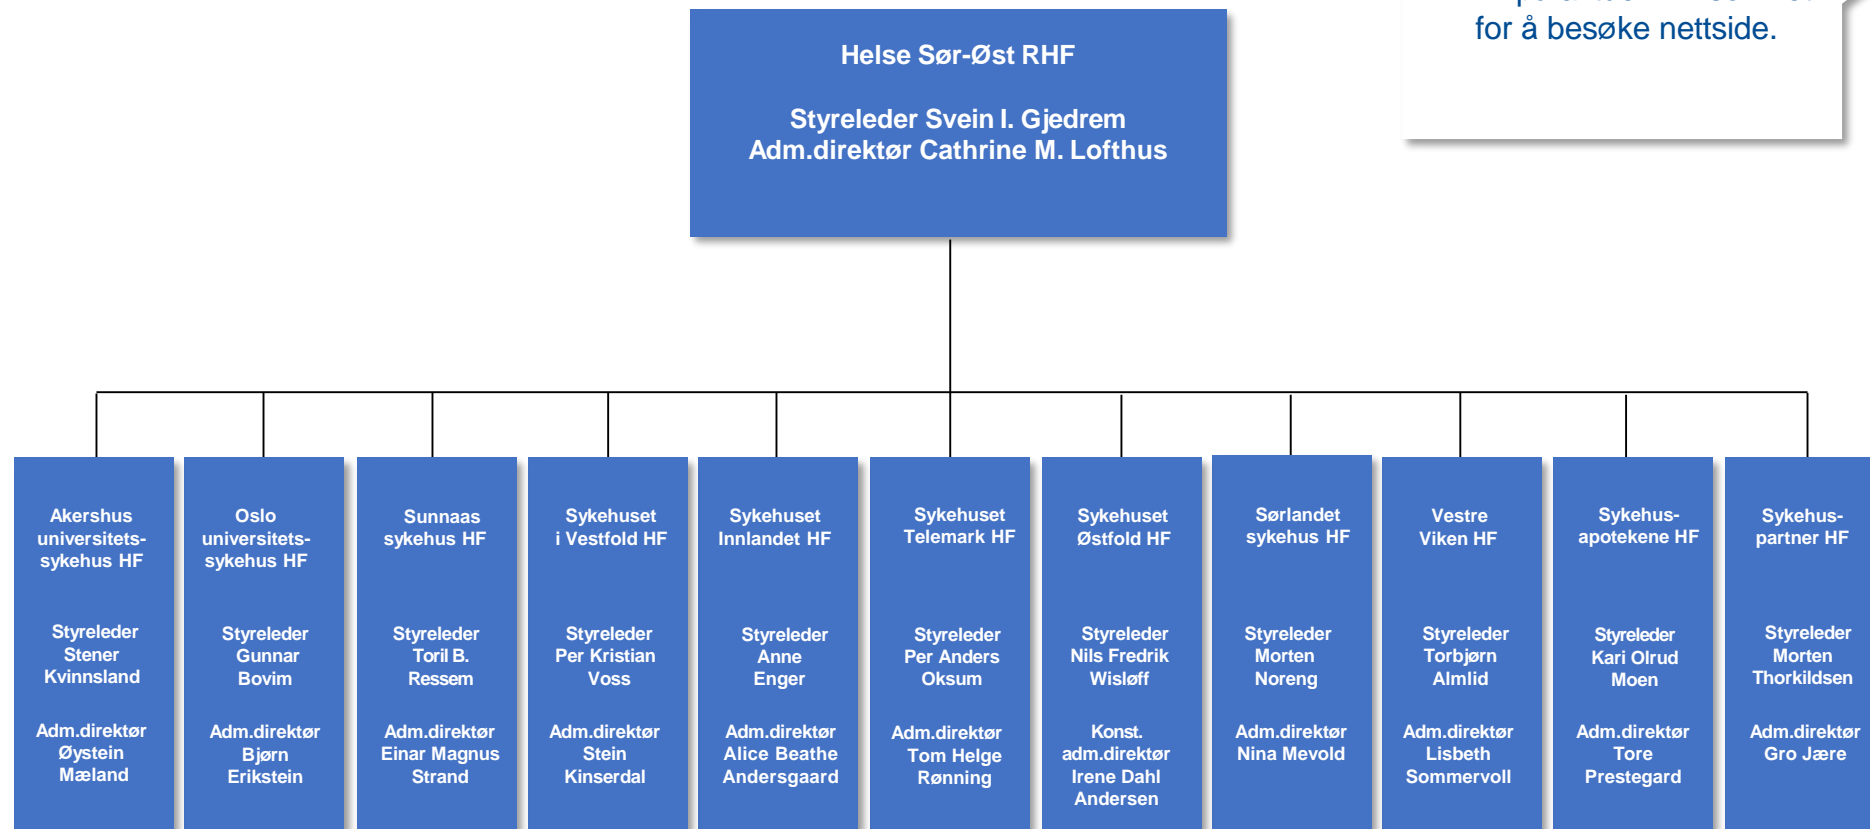 for å besøke nettside.
Helse Sør-Øst RHF
Styreleder Svein I. Gjedrem
Adm.direktør Cathrine M. Lofthus
Akershus
universitets-
sykehus HF
Styreleder
Stener
Kvinnsland
Adm.direktør
Øystein
Mæland
Oslo
universitets-
sykehus HF
Styreleder
Gunnar
Bovim
Adm.direktør
Bjørn
Erikstein
Sunnaas
sykehus HF
Styreleder
Toril B.
Ressem
Adm.direktør
Einar Magnus
Strand
Sykehuset
i Vestfold HF
Styreleder
Per Kristian
Voss
Adm.direktør
Stein
Kinserdal
Sykehuset
Innlandet HF
Styreleder
Anne
Enger
Adm.direktør
Alice Beathe
Andersgaard
Sykehuset
Telemark HF
Styreleder
Per Anders
Oksum
Adm.direktør
Tom Helge
Rønning
Sykehuset
Østfold HF
Styreleder
Nils Fredrik
Wisløff
Konst.
adm.direktør
Irene Dahl
Andersen
Sørlandet
sykehus HF
Styreleder
Morten
Noreng
Adm.direktør
Nina Mevold
Vestre
Viken HF
Styreleder
Torbjørn
Almlid
Adm.direktør
Lisbeth
Sommervoll
Sykehus-
apotekene HF
Styreleder
Kari Olrud
Moen
Adm.direktør
Tore
Prestegard
Sykehus-
partner HF
Styreleder
Morten
Thorkildsen
Adm.direktør
Gro Jære